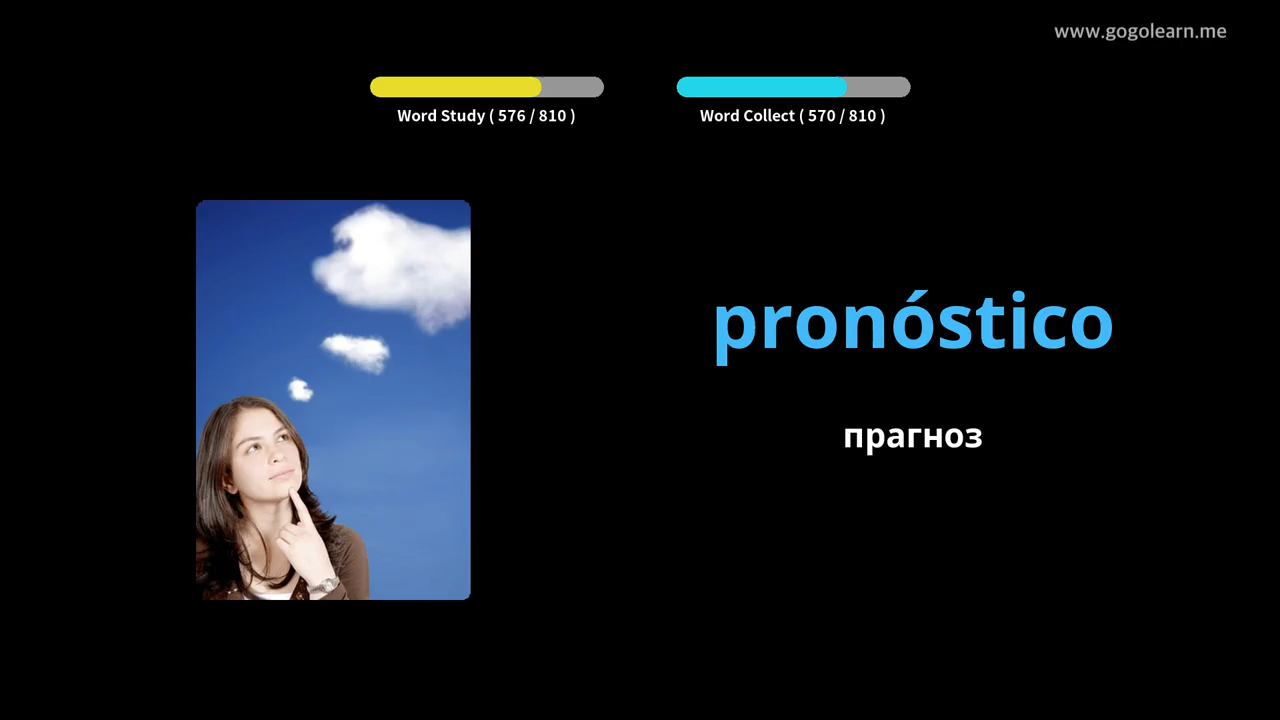 www.gogolearn.me
Word Study ( 576 / 810 )
Word Collect ( 570 / 810 )
pronóstico
прагноз